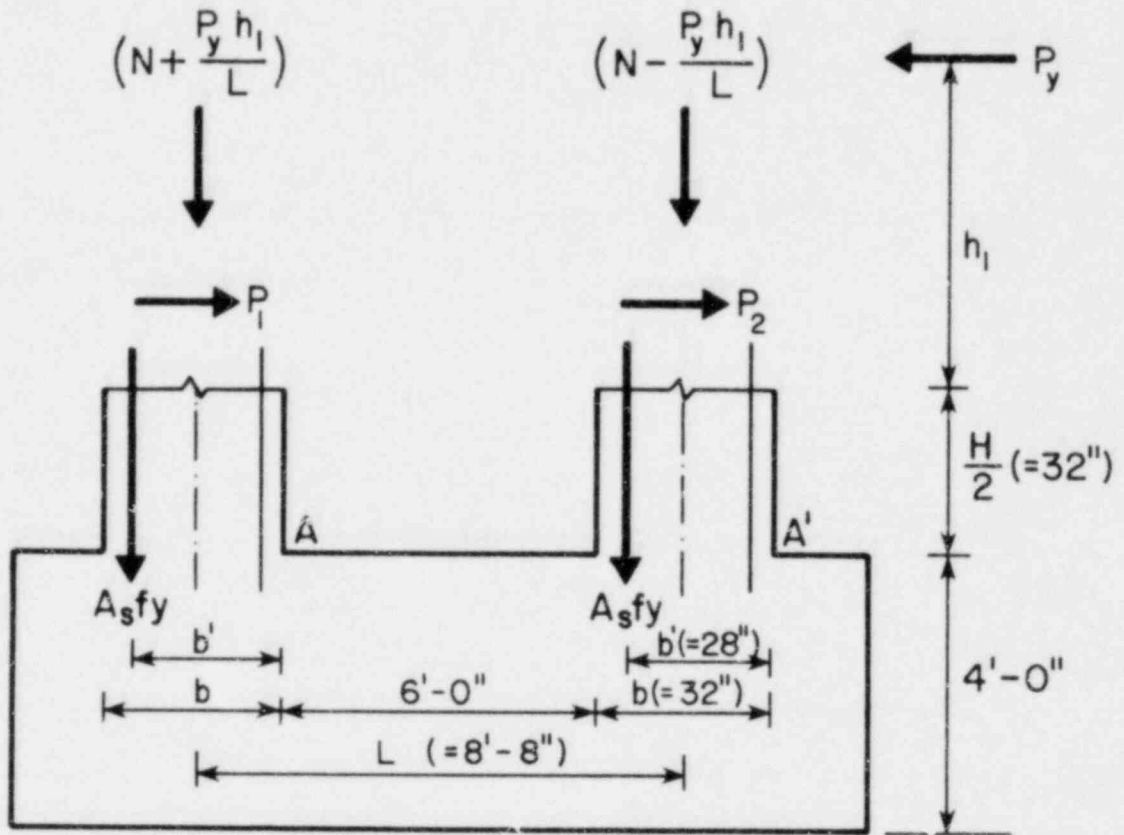 (N + P_y h_1 / L)
(N - P_y h_1 / L)
P_y
h_1
P_1
P_2
H/2 (=32")
A
A'
A_s fy
A_s fy
b'
b'(=28")
4'-0"
b
6'-0"
b(=32")
L (=8'-8")